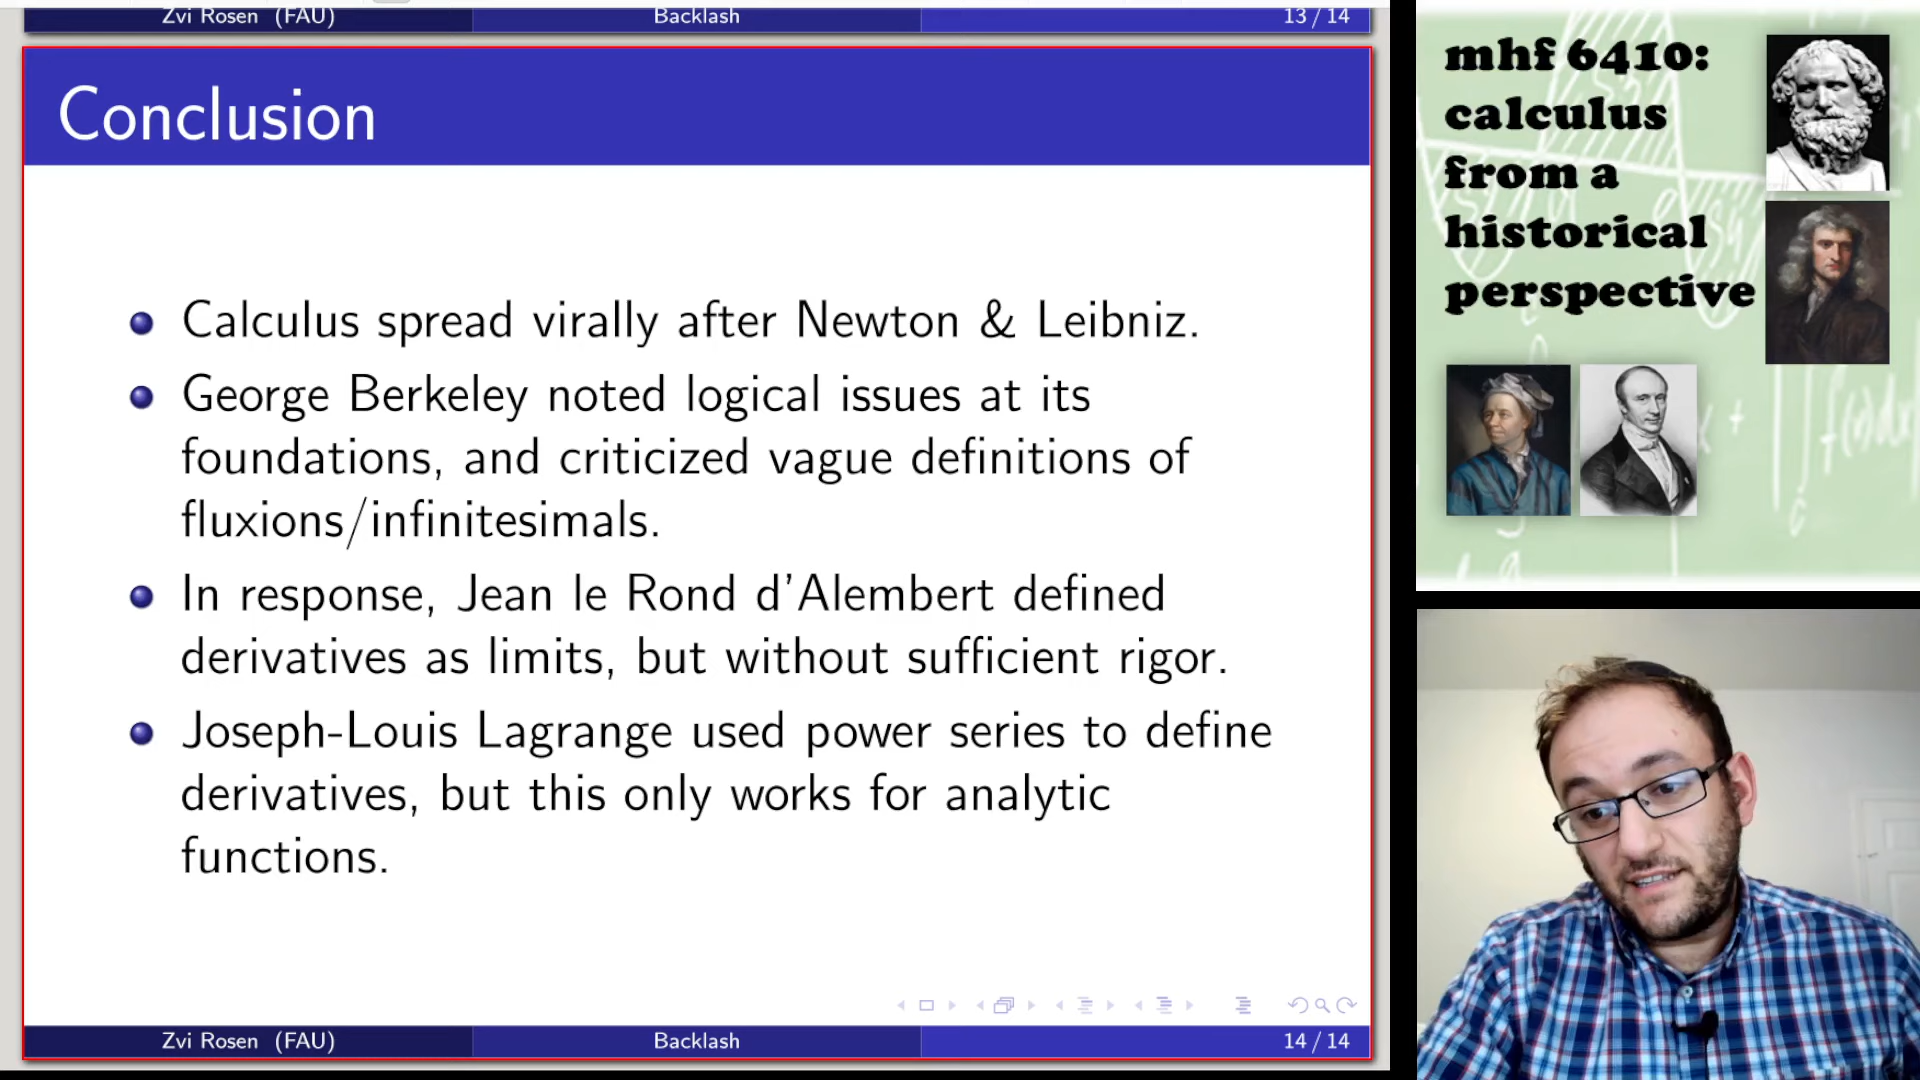 Zvi Rosen (FAU) Backlash 13 / 14
Conclusion
Calculus spread virally after Newton & Leibniz.
George Berkeley noted logical issues at its
foundations, and criticized vague definitions of
fluxions/infinitesimals.
In response, Jean le Rond d'Alembert defined
derivatives as limits, but without sufficient rigor.
Joseph-Louis Lagrange used power series to define
derivatives, but this only works for analytic
functions.
Zvi Rosen (FAU) Backlash 14 / 14
mhf 6410:
calculus
from a
historical
perspective